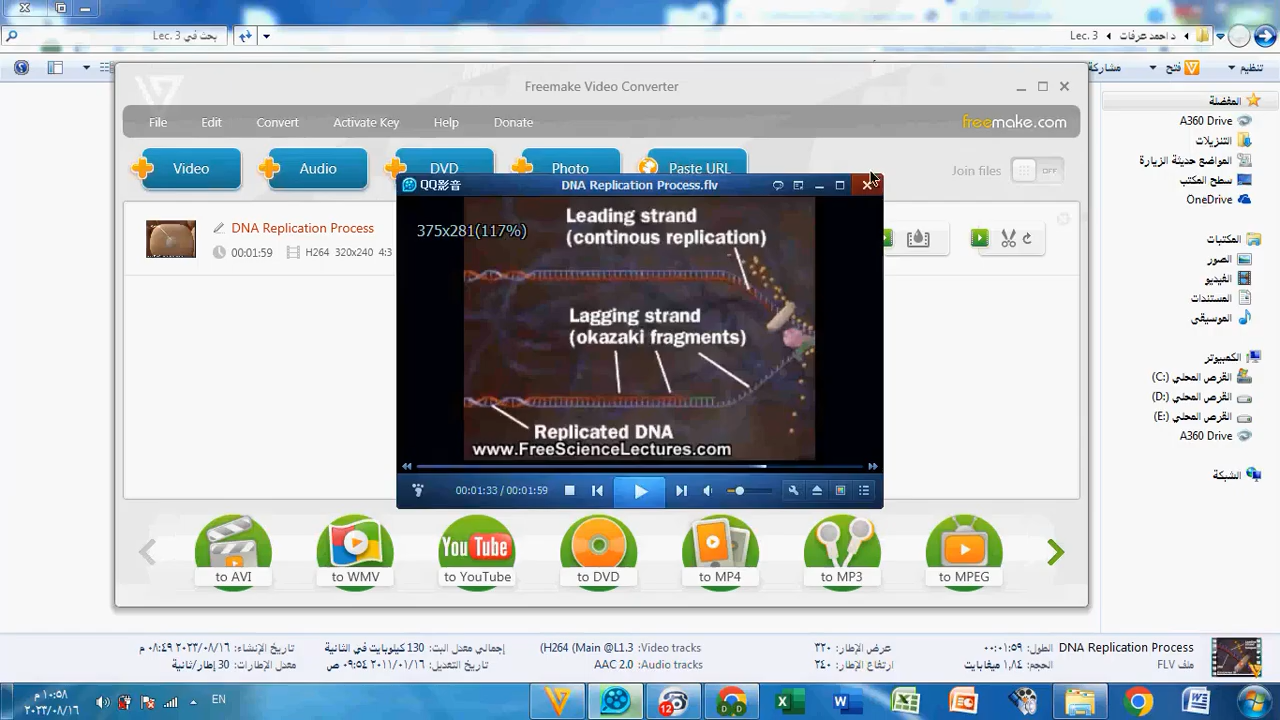 بحث في Lec. 3
د احمد عرفات
Lec. 3
تنظيم
فتح
مشاركة
Freemake Video Converter
File
Edit
Convert
Activate Key
Help
Donate
freemake.com
Video
Audio
DVD
Photo
Paste URL
Join files
OFF
DNA Replication Process
00:01:59
H264 320x240 4:3
QQ影音
DNA Replication Process.flv
375x281(117%)
Leading strand
(continous replication)
Lagging strand
(okazaki fragments)
Replicated DNA
www.FreeScienceLectures.com
00:01:33 / 00:01:59
to AVI
to WMV
You Tube
to YouTube
to DVD
to MP4
to MP3
to MPEG
المفضلة
A360 Drive
التنزيلات
المواضع حديثة الزيارة
سطح المكتب
OneDrive
المكتبات
الصور
الفيديو
المستندات
الموسيقى
الكمبيوتر
القرص المحلي (C:)
القرص المحلي (D:)
القرص المحلي (E:)
A360 Drive
الشبكة
DNA Replication Process
ملف FLV
الطول: ٠٠:٠١:٥٩
الحجم: ١,٨٤ ميغابايت
عرض الإطار: ٣٢٠
ارتفاع الإطار: ٢٤٠
Video tracks: H264 (Main @L1.3)
Audio tracks: AAC 2.0
إجمالي معدل البت: 130 كيلوبايت في الثانية
تاريخ التعديل: ٢٠١١/٠١/١٦ ٠٩:٥٤ ص
تاريخ الإنشاء: ٢٠٢٣/٠٨/١٦ ٠٨:٤٩ م
معدل الإطارات: 30 إطار/ثانية
١٠:٥٨ م
٢٠٢٣/٠٨/١٦
EN
12